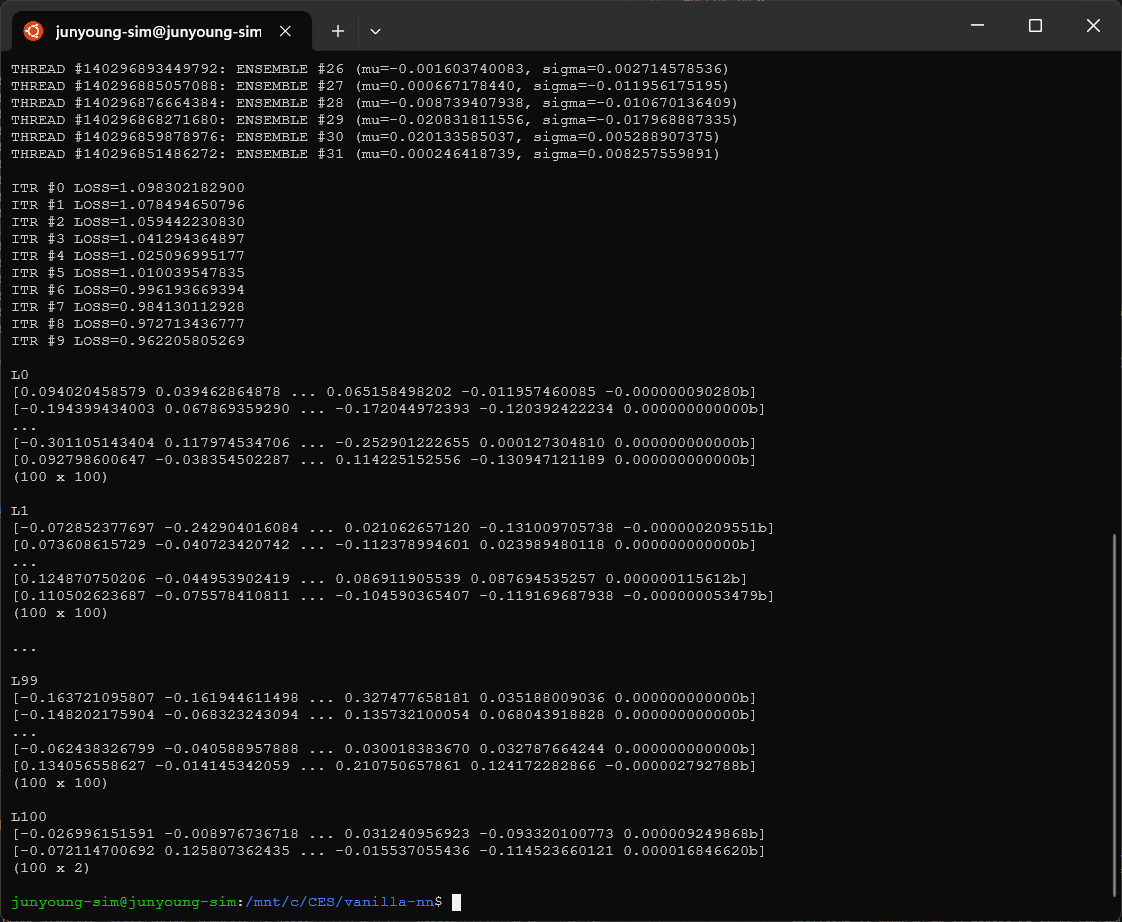 junyoung-sim@junyoung-sim
THREAD #140296893449792: ENSEMBLE #26 (mu=-0.001603740083, sigma=0.002714578536)
THREAD #140296885057088: ENSEMBLE #27 (mu=0.000667178440, sigma=-0.011956175195)
THREAD #140296876664384: ENSEMBLE #28 (mu=-0.008739407938, sigma=-0.010670136409)
THREAD #140296868271680: ENSEMBLE #29 (mu=-0.020831811556, sigma=-0.017968887335)
THREAD #140296859878976: ENSEMBLE #30 (mu=0.020133585037, sigma=0.005288907375)
THREAD #140296851486272: ENSEMBLE #31 (mu=0.000246418739, sigma=0.008257559891)
ITR #0 LOSS=1.098302182900
ITR #1 LOSS=1.078494650796
ITR #2 LOSS=1.059442230830
ITR #3 LOSS=1.041294364897
ITR #4 LOSS=1.025096995177
ITR #5 LOSS=1.010039547835
ITR #6 LOSS=0.996193669394
ITR #7 LOSS=0.984130112928
ITR #8 LOSS=0.972713436777
ITR #9 LOSS=0.962205805269
L0
[0.094020458579 0.039462864878 ... 0.065158498202 -0.011957460085 -0.000000090280b]
[-0.194399434003 0.067869359290 ... -0.172044972393 -0.120392422234 0.000000000000b]
...
[-0.301105143404 0.117974534706 ... -0.252901222655 0.000127304810 0.000000000000b]
[0.092798600647 -0.038354502287 ... 0.114225152556 -0.130947121189 0.000000000000b]
(100 x 100)
L1
[-0.072852377697 -0.242904016084 ... 0.021062657120 -0.131009705738 -0.000000209551b]
[0.073608615729 -0.040723420742 ... -0.112378994601 0.023989480118 0.000000000000b]
...
[0.124870750206 -0.044953902419 ... 0.086911905539 0.087694535257 0.000000115612b]
[0.110502623687 -0.075578410811 ... -0.104590365407 -0.119169687938 -0.000000053479b]
(100 x 100)
...
L99
[-0.163721095807 -0.161944611498 ... 0.327477658181 0.035188009036 0.000000000000b]
[-0.148202175904 -0.068323243094 ... 0.135732100054 0.068043918828 0.000000000000b]
...
[-0.062438326799 -0.040588957888 ... 0.030018383670 0.032787664244 0.000000000000b]
[0.134056558627 -0.014145342059 ... 0.210750657861 0.124172282866 -0.000002792788b]
(100 x 100)
L100
[-0.026996151591 -0.008976736718 ... 0.031240956923 -0.093320100773 0.000009249868b]
[-0.072114700692 0.125807362435 ... -0.015537055436 -0.114523660121 0.000016846620b]
(100 x 2)
junyoung-sim@junyoung-sim:/mnt/c/CES/vanilla-nn$